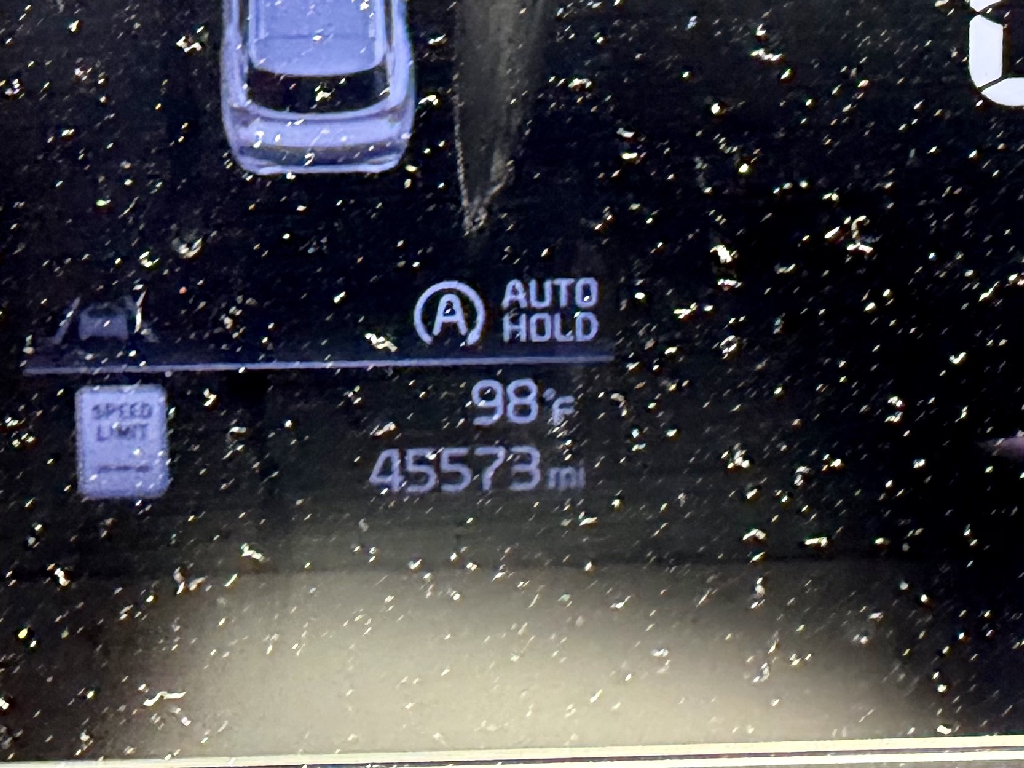 A AUTO
HOLD
98°F
SPEED
LIMIT
45573 mi